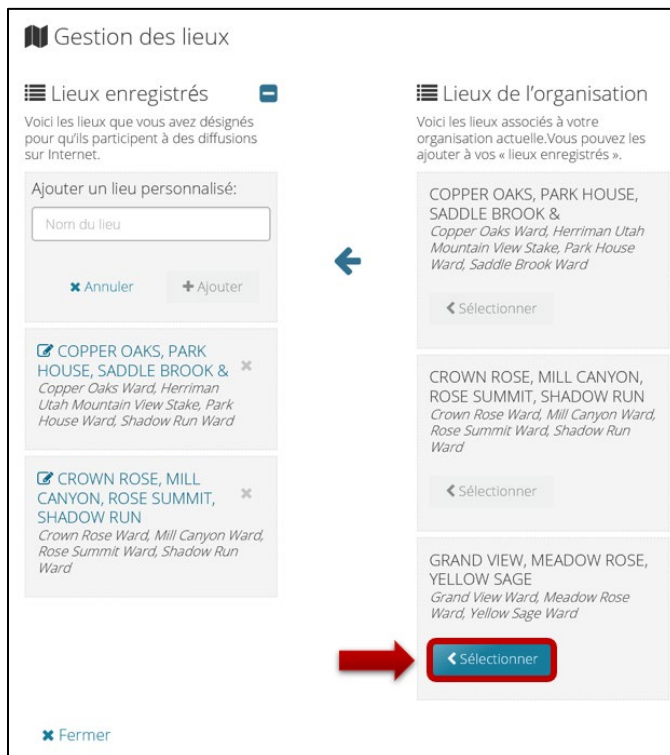 Gestion des lieux
Lieux enregistrés
Voici les lieux que vous avez désignés
pour qu'ils participent à des diffusions
sur Internet.
Ajouter un lieu personnalisé:
Nom du lieu
Annuler
Ajouter
COPPER OAKS, PARK
HOUSE, SADDLE BROOK &
Copper Oaks Ward, Herriman
Utah Mountain View Stake, Park
House Ward, Shadow Run Ward
CROWN ROSE, MILL
CANYON, ROSE SUMMIT,
SHADOW RUN
Crown Rose Ward, Mill Canyon Ward,
Rose Summit Ward, Shadow Run
Ward
Fermer
Lieux de l'organisation
Voici les lieux associés à votre
organisation actuelle.Vous pouvez les
ajouter à vos « lieux enregistrés ».
COPPER OAKS, PARK HOUSE,
SADDLE BROOK &
Copper Oaks Ward, Herriman Utah
Mountain View Stake, Park House
Ward, Saddle Brook Ward
Sélectionner
CROWN ROSE, MILL CANYON,
ROSE SUMMIT, SHADOW RUN
Crown Rose Ward, Mill Canyon Ward,
Rose Summit Ward, Shadow Run
Ward
Sélectionner
GRAND VIEW, MEADOW ROSE,
YELLOW SAGE
Grand View Ward, Meadow Rose
Ward, Yellow Sage Ward
Sélectionner